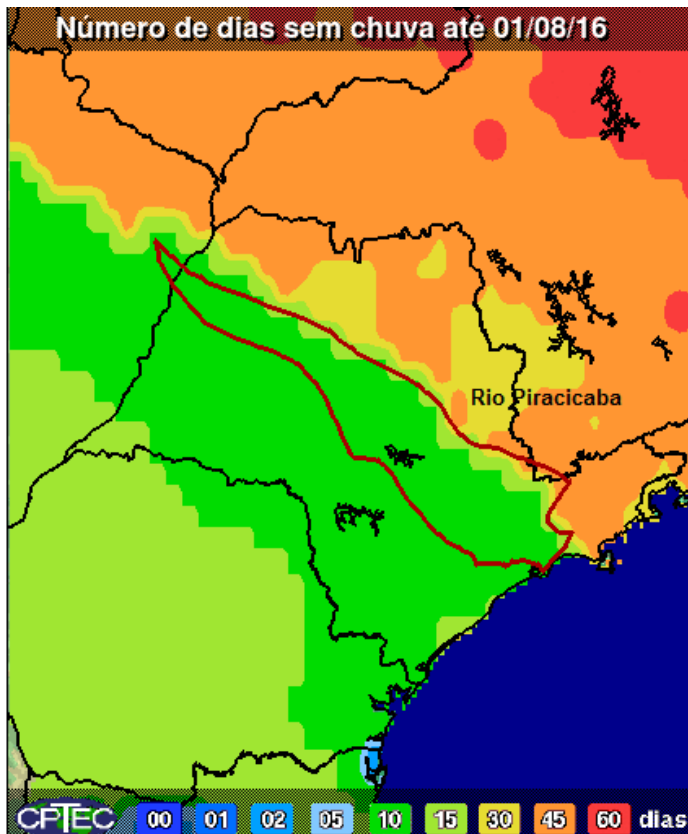 Número de dias sem chuva até 01/08/16
Rio Piracicaba
CPTEC 00 01 02 05 10 15 30 45 60 dias